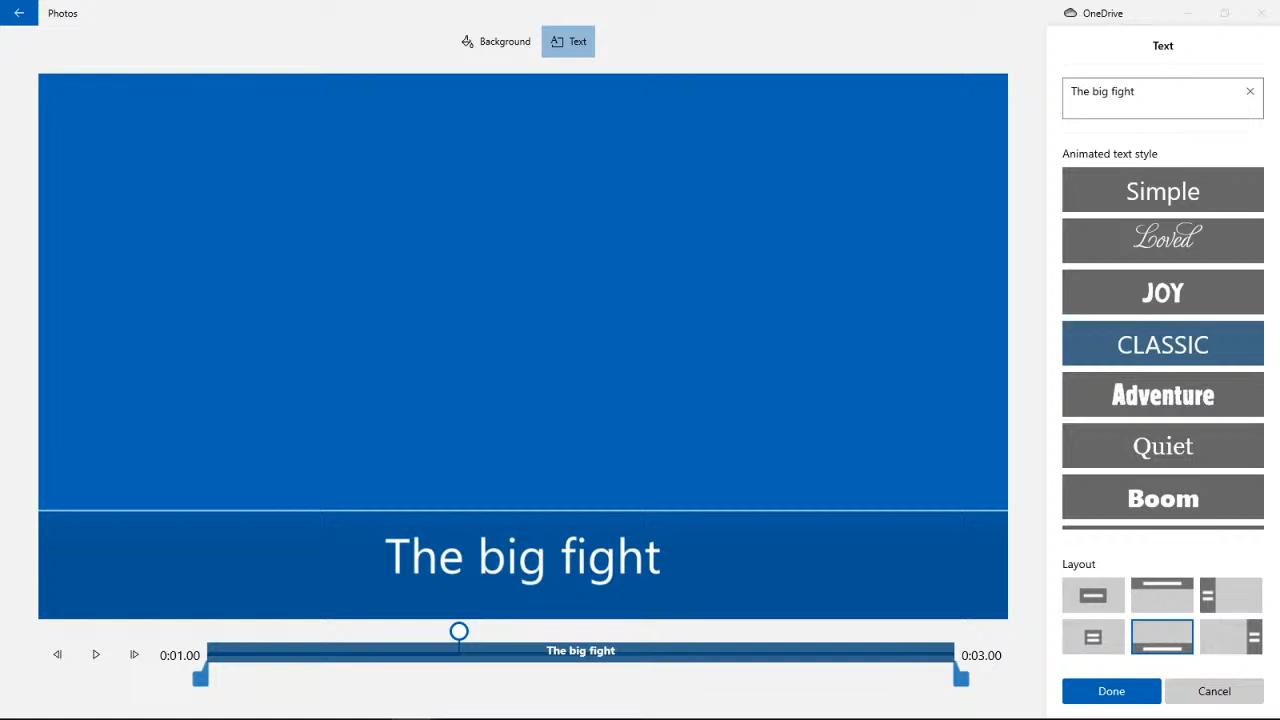 Photos
OneDrive
Background
Text
Text
The big fight
Animated text style
Simple
Loved
JOY
CLASSIC
Adventure
Quiet
Boom
The big fight
Layout
0:01.00
The big fight
0:03.00
Done
Cancel